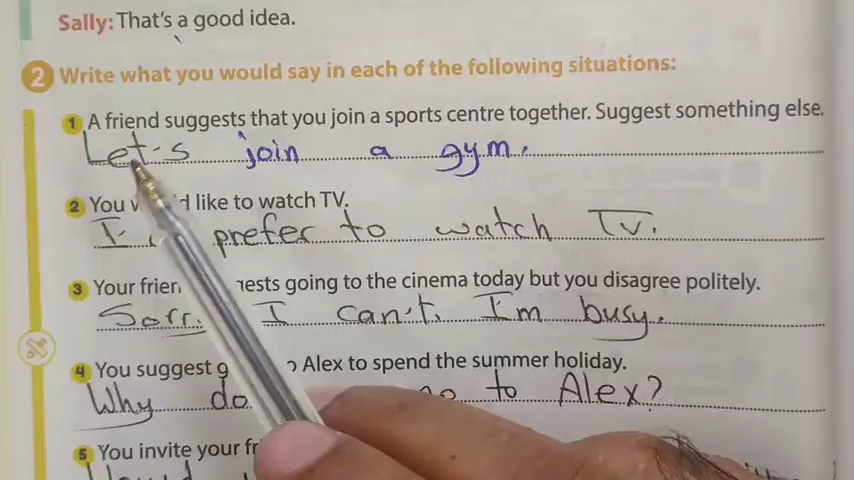 Sally: That's a good idea.
2 Write what you would say in each of the following situations:
1 A friend suggests that you join a sports centre together. Suggest something else.
Let's join a gym.
2 You like to watch TV.
prefer to watch TV.
3 Your going to the cinema today but you disagree politely.
I can't. I'm busy.
4 You suggest Alex to spend the summer holiday.
Why to Alex?
5 You invite your